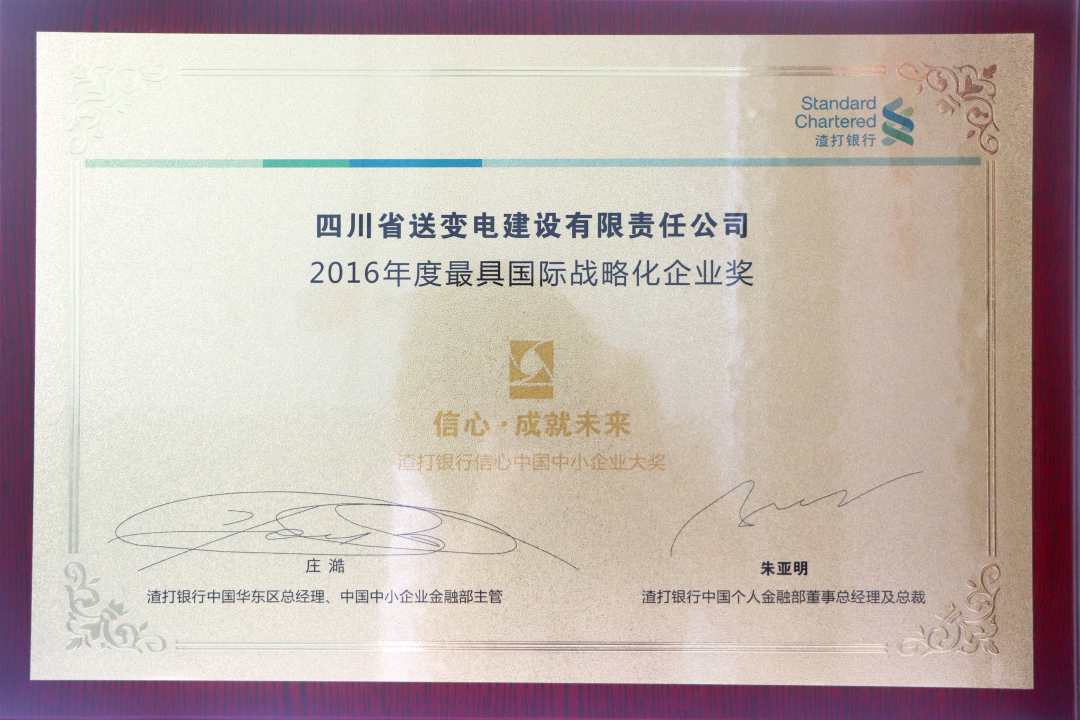 Standard
Chartered
渣打银行
四川省送变电建设有限责任公司
2016年度最具国际战略化企业奖
信心·成就未来
渣打银行信心中国中小企业大奖
庄 澔
渣打银行中国华东区总经理、中国中小企业金融部主管
朱亚明
渣打银行中国个人金融部董事总经理及总裁